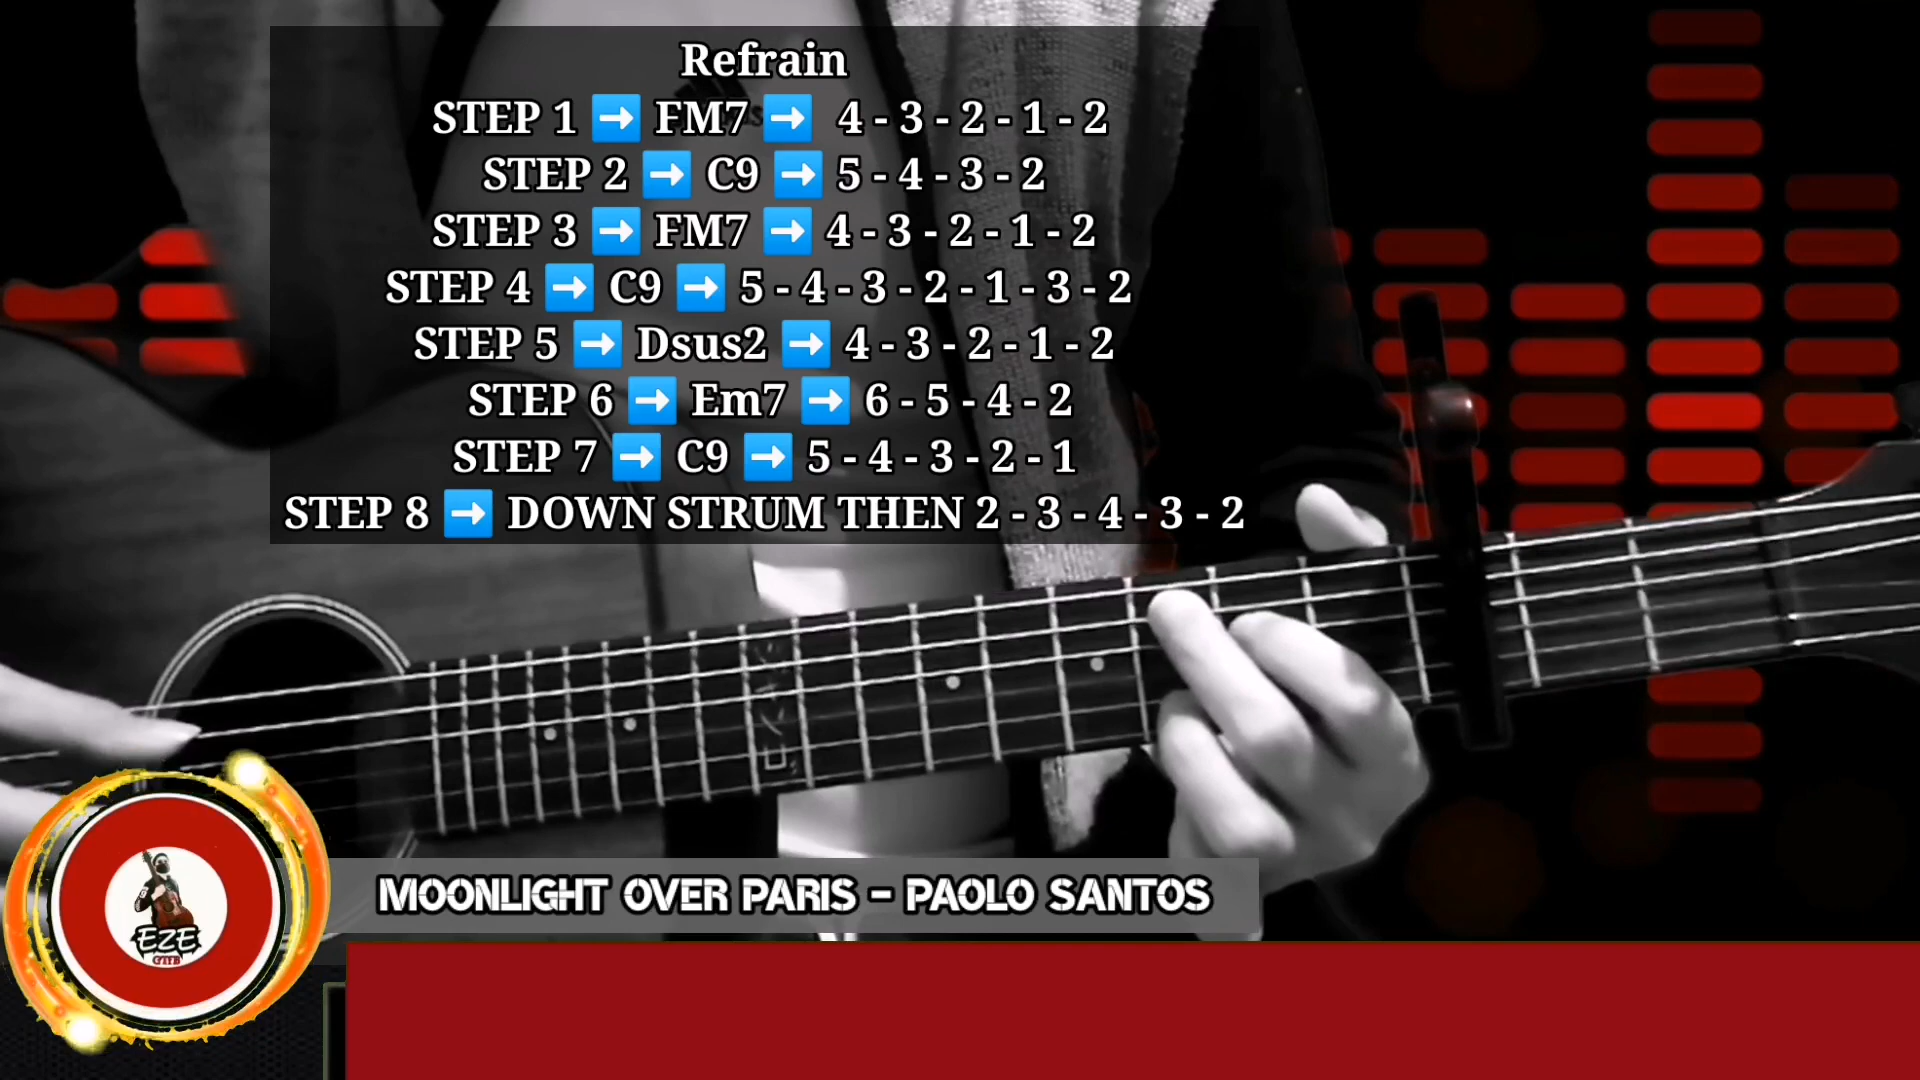 Refrain
STEP 1 ➡️ FM7 ➡️ 4 - 3 - 2 - 1 - 2
STEP 2 ➡️ C9 ➡️ 5 - 4 - 3 - 2
STEP 3 ➡️ FM7 ➡️ 4 - 3 - 2 - 1 - 2
STEP 4 ➡️ C9 ➡️ 5 - 4 - 3 - 2 - 1 - 3 - 2
STEP 5 ➡️ Dsus2 ➡️ 4 - 3 - 2 - 1 - 2
STEP 6 ➡️ Em7 ➡️ 6 - 5 - 4 - 2
STEP 7 ➡️ C9 ➡️ 5 - 4 - 3 - 2 - 1
STEP 8 ➡️ DOWN STRUM THEN 2 - 3 - 4 - 3 - 2
MOONLIGHT OVER PARIS - PAOLO SANTOS
EZE
GTFB